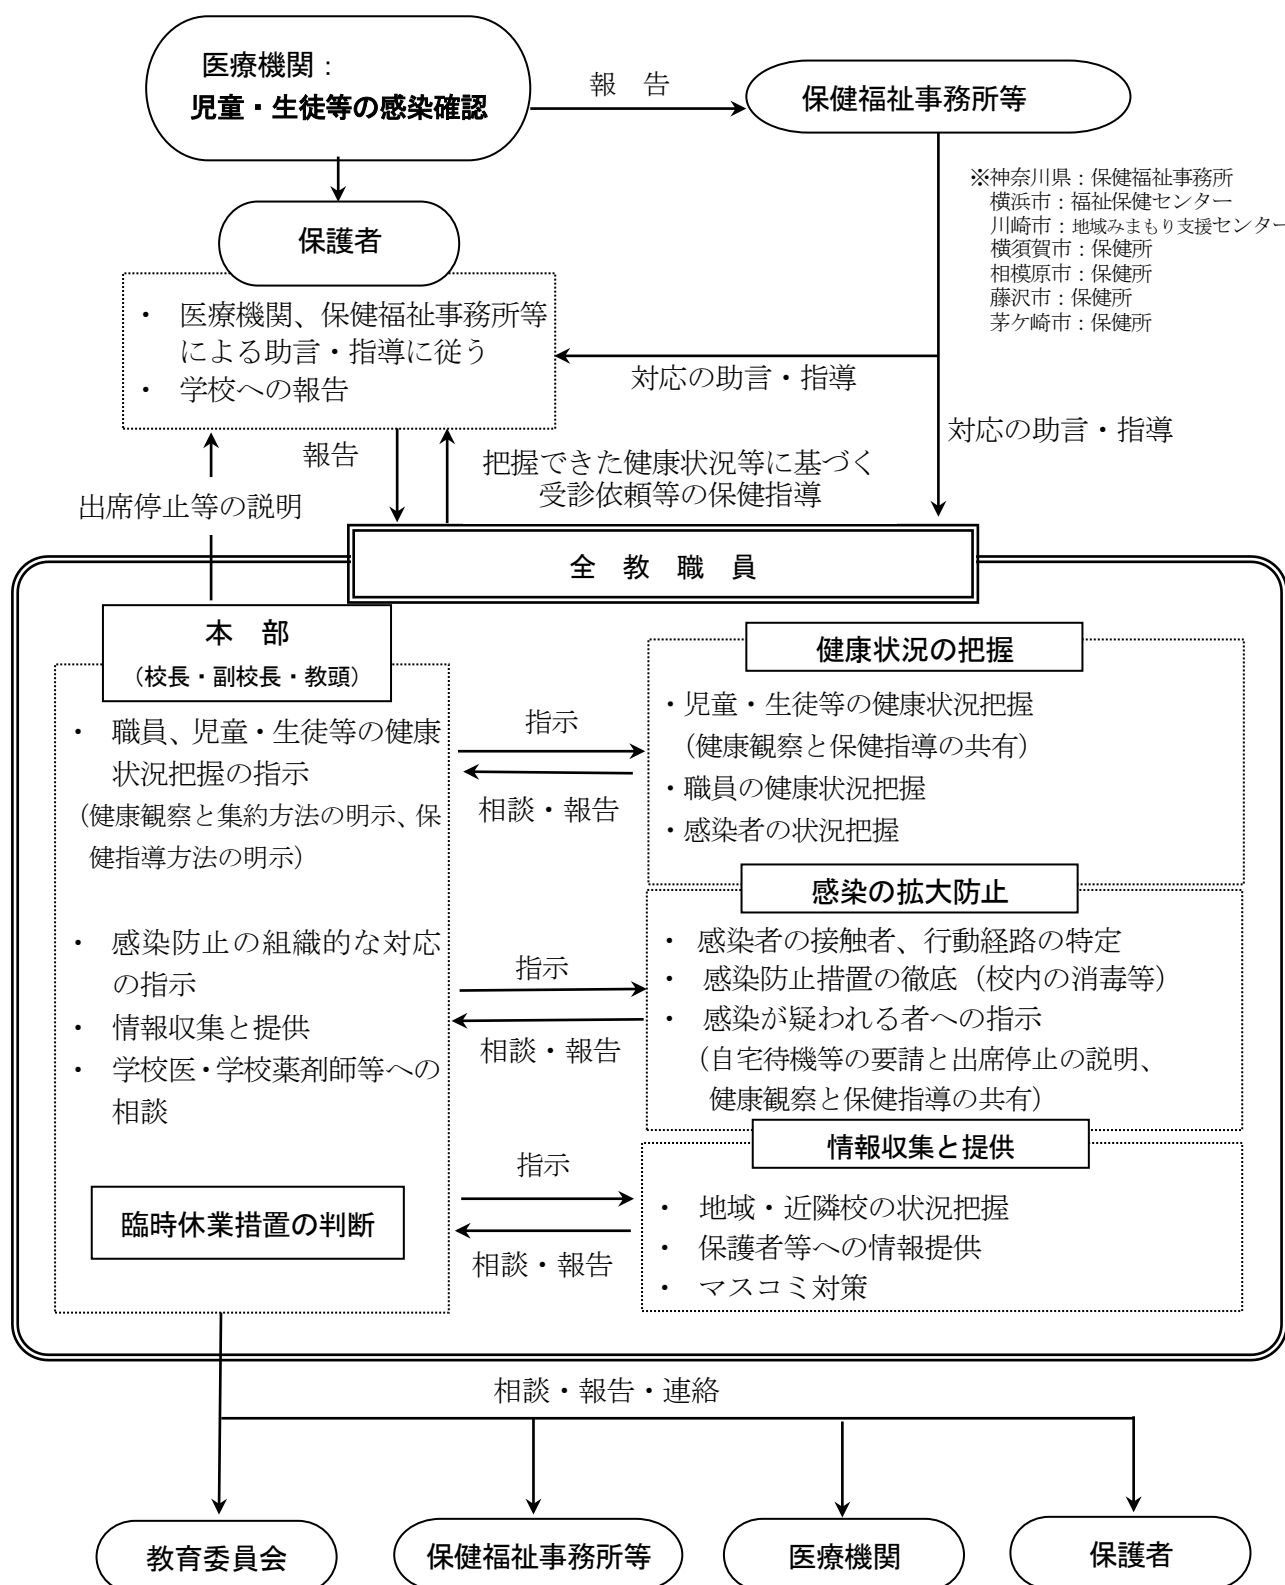 医療機関：
児童・生徒等の感染確認
報　告
保健福祉事務所等
※神奈川県：保健福祉事務所
横浜市：福祉保健センター
川崎市：地域みまもり支援センター
横須賀市：保健所
相模原市：保健所
藤沢市：保健所
茅ケ崎市：保健所
保護者
・　医療機関、保健福祉事務所等
による助言・指導に従う
・　学校への報告
対応の助言・指導
対応の助言・指導
報告
把握できた健康状況等に基づく
受診依頼等の保健指導
出席停止等の説明
全　教　職　員
本　部
（校長・副校長・教頭）
・　職員、児童・生徒等の健康
状況把握の指示
（健康観察と集約方法の明示、保
健指導方法の明示）
・　感染防止の組織的な対応
の指示
・　情報収集と提供
・　学校医・学校薬剤師等への
相談
臨時休業措置の判断
指示
相談・報告
健康状況の把握
・児童・生徒等の健康状況把握
（健康観察と保健指導の共有）
・職員の健康状況把握
・感染者の状況把握
指示
相談・報告
感染の拡大防止
・　感染者の接触者、行動経路の特定
・　感染防止措置の徹底（校内の消毒等）
・　感染が疑われる者への指示
（自宅待機等の要請と出席停止の説明、
健康観察と保健指導の共有）
指示
相談・報告
情報収集と提供
・　地域・近隣校の状況把握
・　保護者等への情報提供
・　マスコミ対策
相談・報告・連絡
教育委員会
保健福祉事務所等
医療機関
保護者